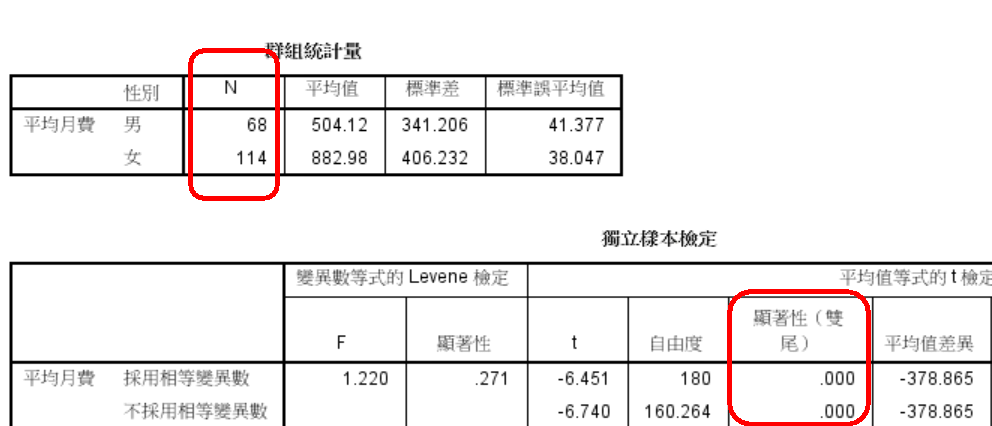 群組統計量
性別 N 平均值 標準差 標準誤平均值
平均月費 男 68 504.12 341.206 41.377
女 114 882.98 406.232 38.047
獨立樣本檢定
變異數等式的 Levene 檢定 平均值等式的 t 檢定
F 顯著性 t 自由度 顯著性（雙尾） 平均值差異
平均月費 採用相等變異數 1.220 .271 -6.451 180 .000 -378.865
不採用相等變異數 -6.740 160.264 .000 -378.865